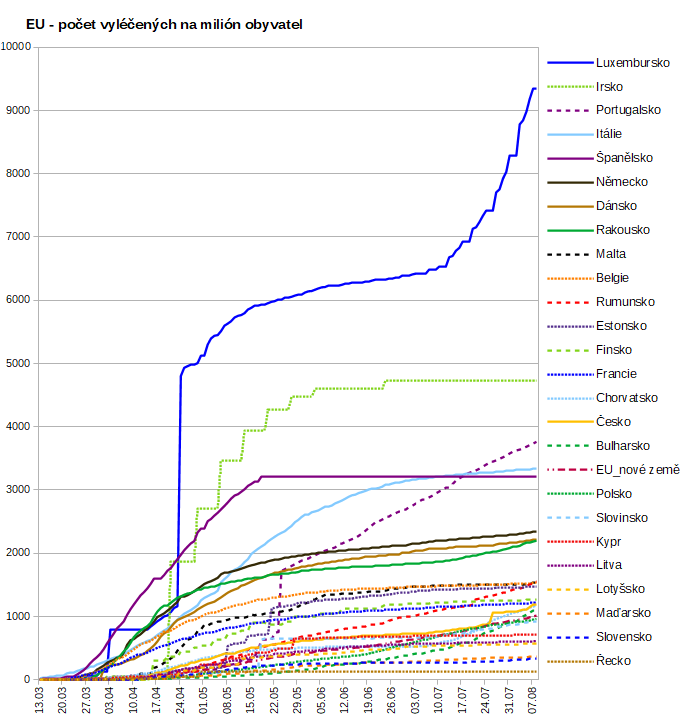 EU - počet vyléčených na milión obyvatel
10000
9000
8000
7000
6000
5000
4000
3000
2000
1000
0
13.03
20.03
27.03
03.04
10.04
17.04
24.04
01.05
08.05
15.05
22.05
29.05
05.06
12.06
19.06
26.06
03.07
10.07
17.07
24.07
31.07
07.08
Luxembursko
Irsko
Portugalsko
Itálie
Španělsko
Německo
Dánsko
Rakousko
Malta
Belgie
Rumunsko
Estonsko
Finsko
Francie
Chorvatsko
Česko
Bulharsko
EU_nové země
Polsko
Slovinsko
Kypr
Litva
Lotyšsko
Maďarsko
Slovensko
Řecko